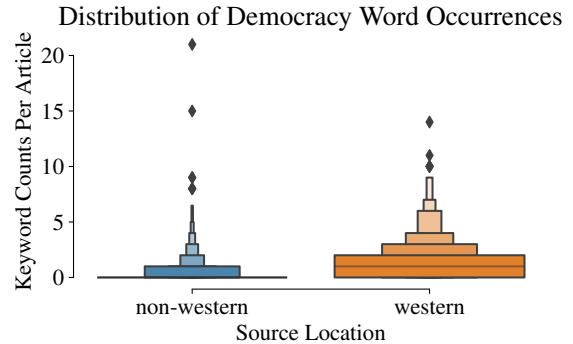 Distribution of Democracy Word Occurrences
Keyword Counts Per Article
20
15
10
5
0
non-western western
Source Location